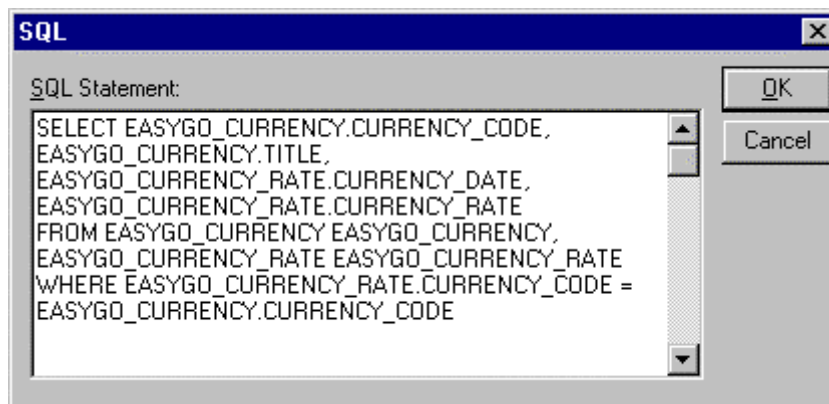 SQL
SQL Statement:
OK
SELECT EASYGO_CURRENCY.CURRENCY_CODE,
EASYGO_CURRENCY.TITLE,
EASYGO_CURRENCY_RATE.CURRENCY_DATE,
EASYGO_CURRENCY_RATE.CURRENCY_RATE
FROM EASYGO_CURRENCY EASYGO_CURRENCY,
EASYGO_CURRENCY_RATE EASYGO_CURRENCY_RATE
WHERE EASYGO_CURRENCY_RATE.CURRENCY_CODE =
EASYGO_CURRENCY.CURRENCY_CODE
Cancel